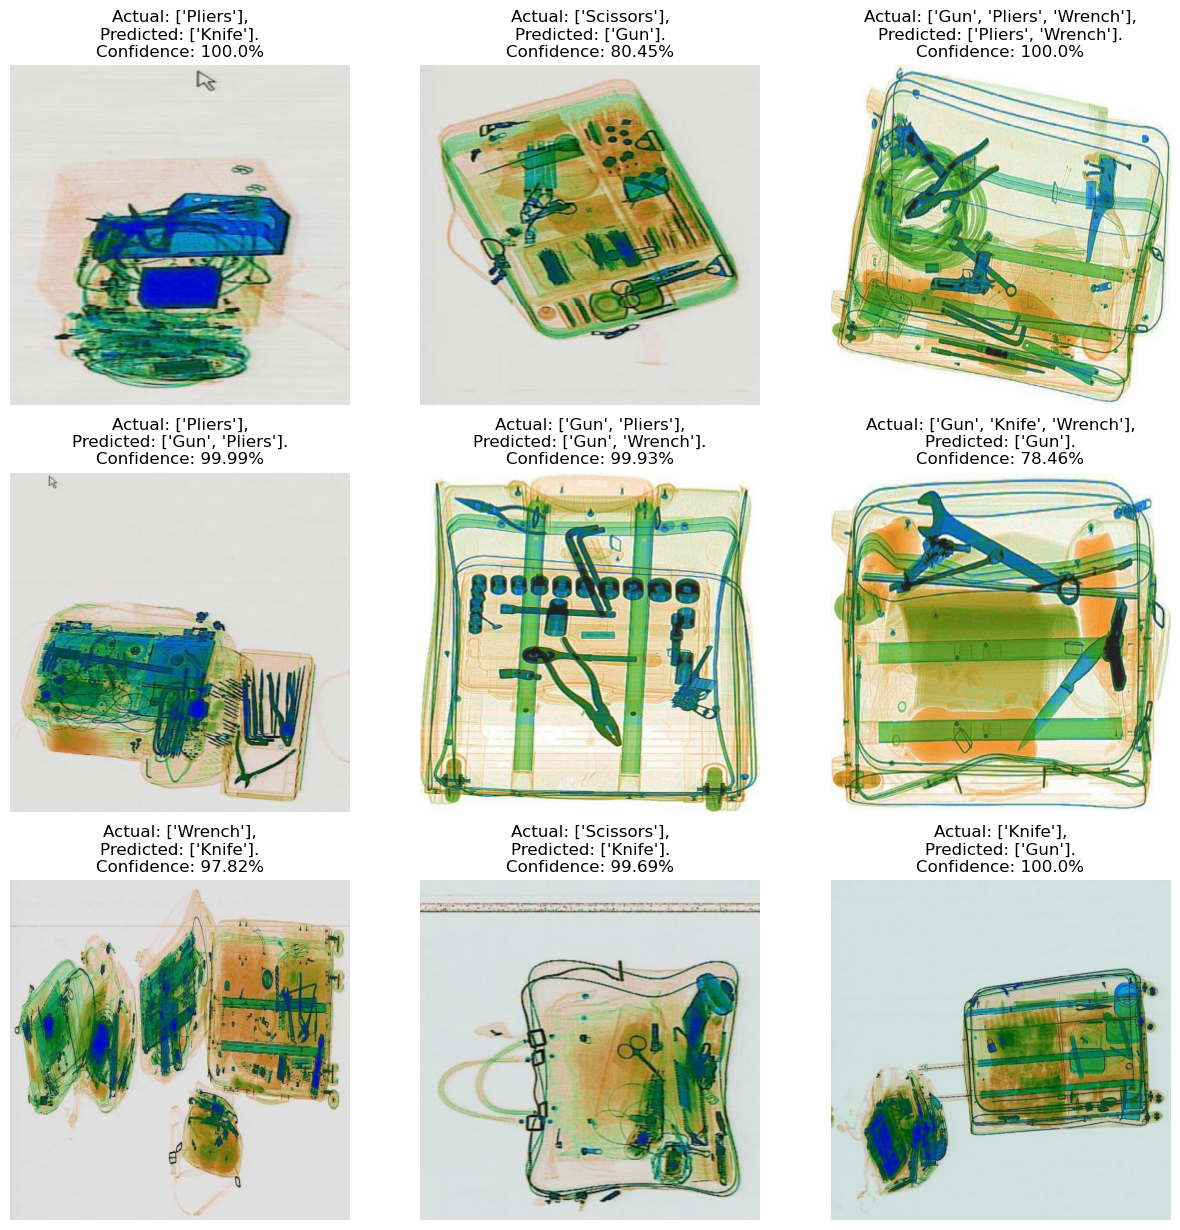 Actual: ['Pliers'],
Predicted: ['Knife'].
Confidence: 100.0%
Actual: ['Scissors'],
Predicted: ['Gun'].
Confidence: 80.45%
Actual: ['Gun', 'Pliers', 'Wrench'],
Predicted: ['Pliers', 'Wrench'].
Confidence: 100.0%
Actual: ['Pliers'],
Predicted: ['Gun', 'Pliers'].
Confidence: 99.99%
Actual: ['Gun', 'Pliers'],
Predicted: ['Gun', 'Wrench'].
Confidence: 99.93%
Actual: ['Gun', 'Knife', 'Wrench'],
Predicted: ['Gun'].
Confidence: 78.46%
Actual: ['Wrench'],
Predicted: ['Knife'].
Confidence: 97.82%
Actual: ['Scissors'],
Predicted: ['Knife'].
Confidence: 99.69%
Actual: ['Knife'],
Predicted: ['Gun'].
Confidence: 100.0%